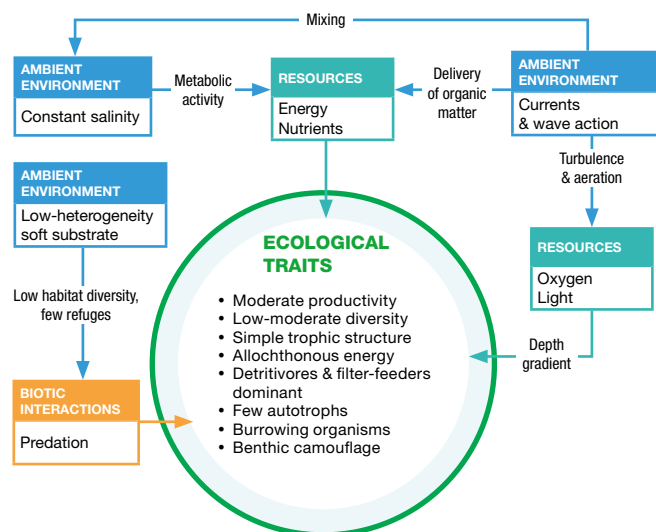 Mixing
AMBIENT
ENVIRONMENT
Constant salinity
Metabolic
activity
RESOURCES
Energy
Nutrients
Delivery
of organic
matter
AMBIENT
ENVIRONMENT
Currents
& wave action
Turbulence
& aeration
AMBIENT
ENVIRONMENT
Low-heterogeneity
soft substrate
Low habitat diversity,
few refuges
RESOURCES
Oxygen
Light
Depth
gradient
BIOTIC
INTERACTIONS
Predation
ECOLOGICAL
TRAITS
• Moderate productivity
• Low-moderate diversity
• Simple trophic structure
• Allochthonous energy
• Detritivores & filter-feeders
dominant
• Few autotrophs
• Burrowing organisms
• Benthic camouflage